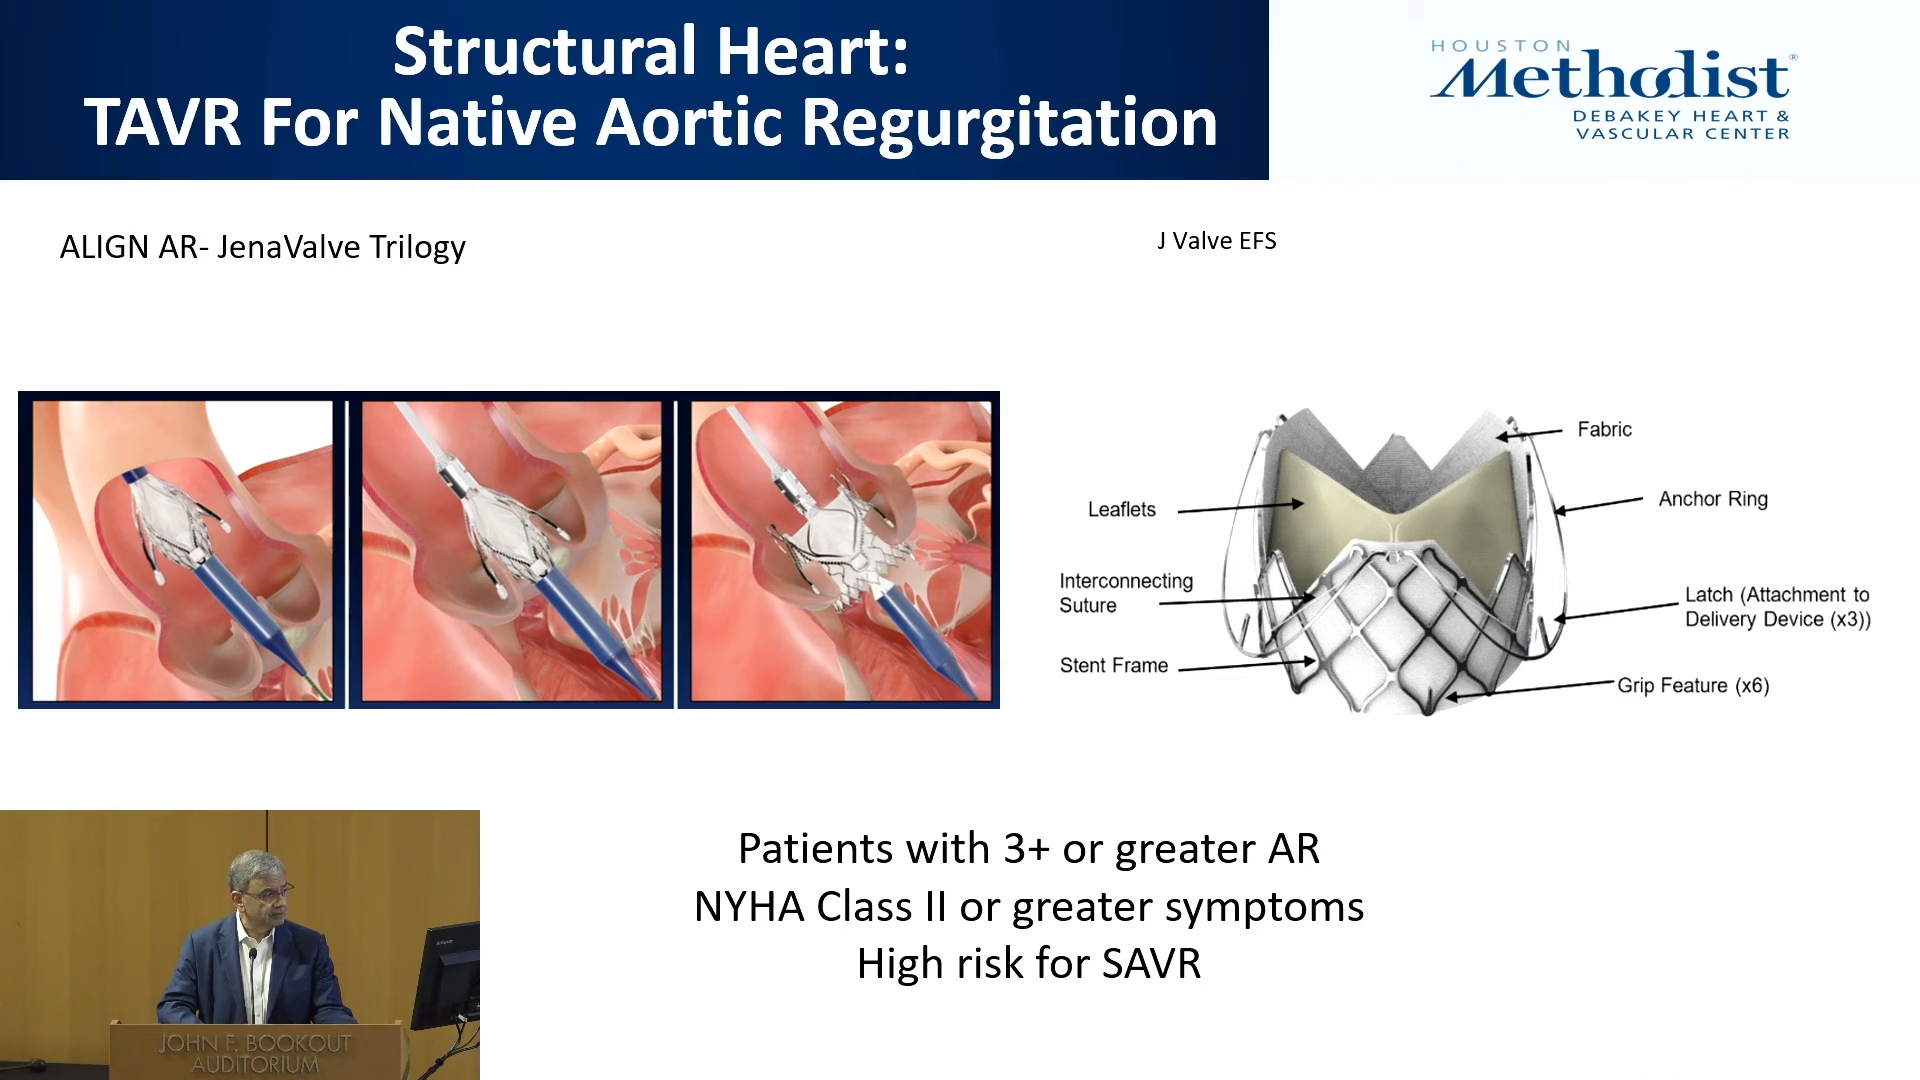 Structural Heart:
TAVR For Native Aortic Regurgitation
HOUSTON
Methodist®
DEBAKEY HEART &
VASCULAR CENTER
ALIGN AR- JenaValve Trilogy
J Valve EFS
Fabric
Leaflets
Anchor Ring
Interconnecting
Suture
Latch (Attachment to
Delivery Device (x3))
Stent Frame
Grip Feature (x6)
Patients with 3+ or greater AR
NYHA Class II or greater symptoms
High risk for SAVR
JOHN F. BOOKOUT
AUDITORIUM